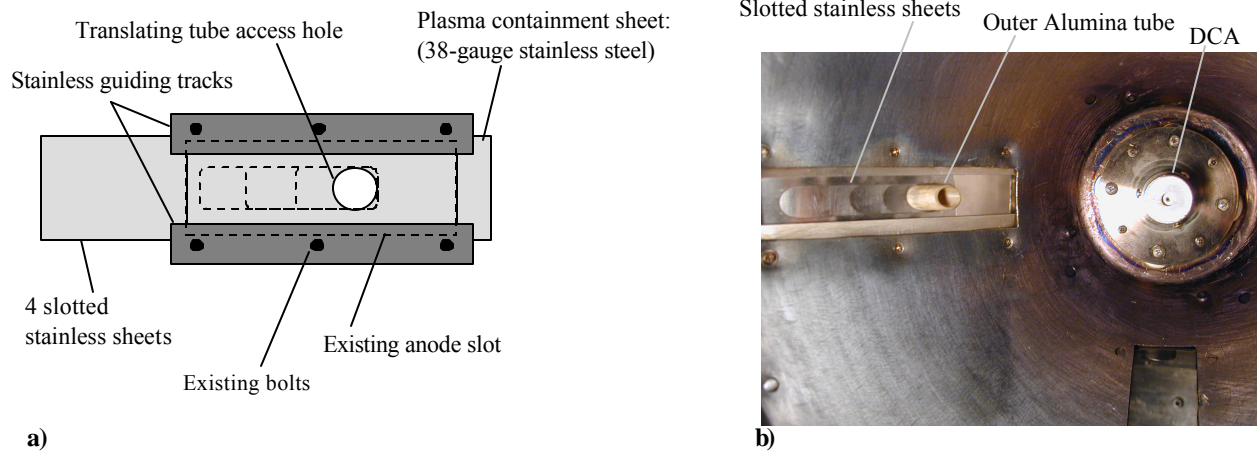 Translating tube access hole
Plasma containment sheet:
(38-gauge stainless steel)
Stainless guiding tracks
4 slotted
stainless sheets
Existing anode slot
Existing bolts
a)
Slotted stainless sheets
Outer Alumina tube
DCA
b)